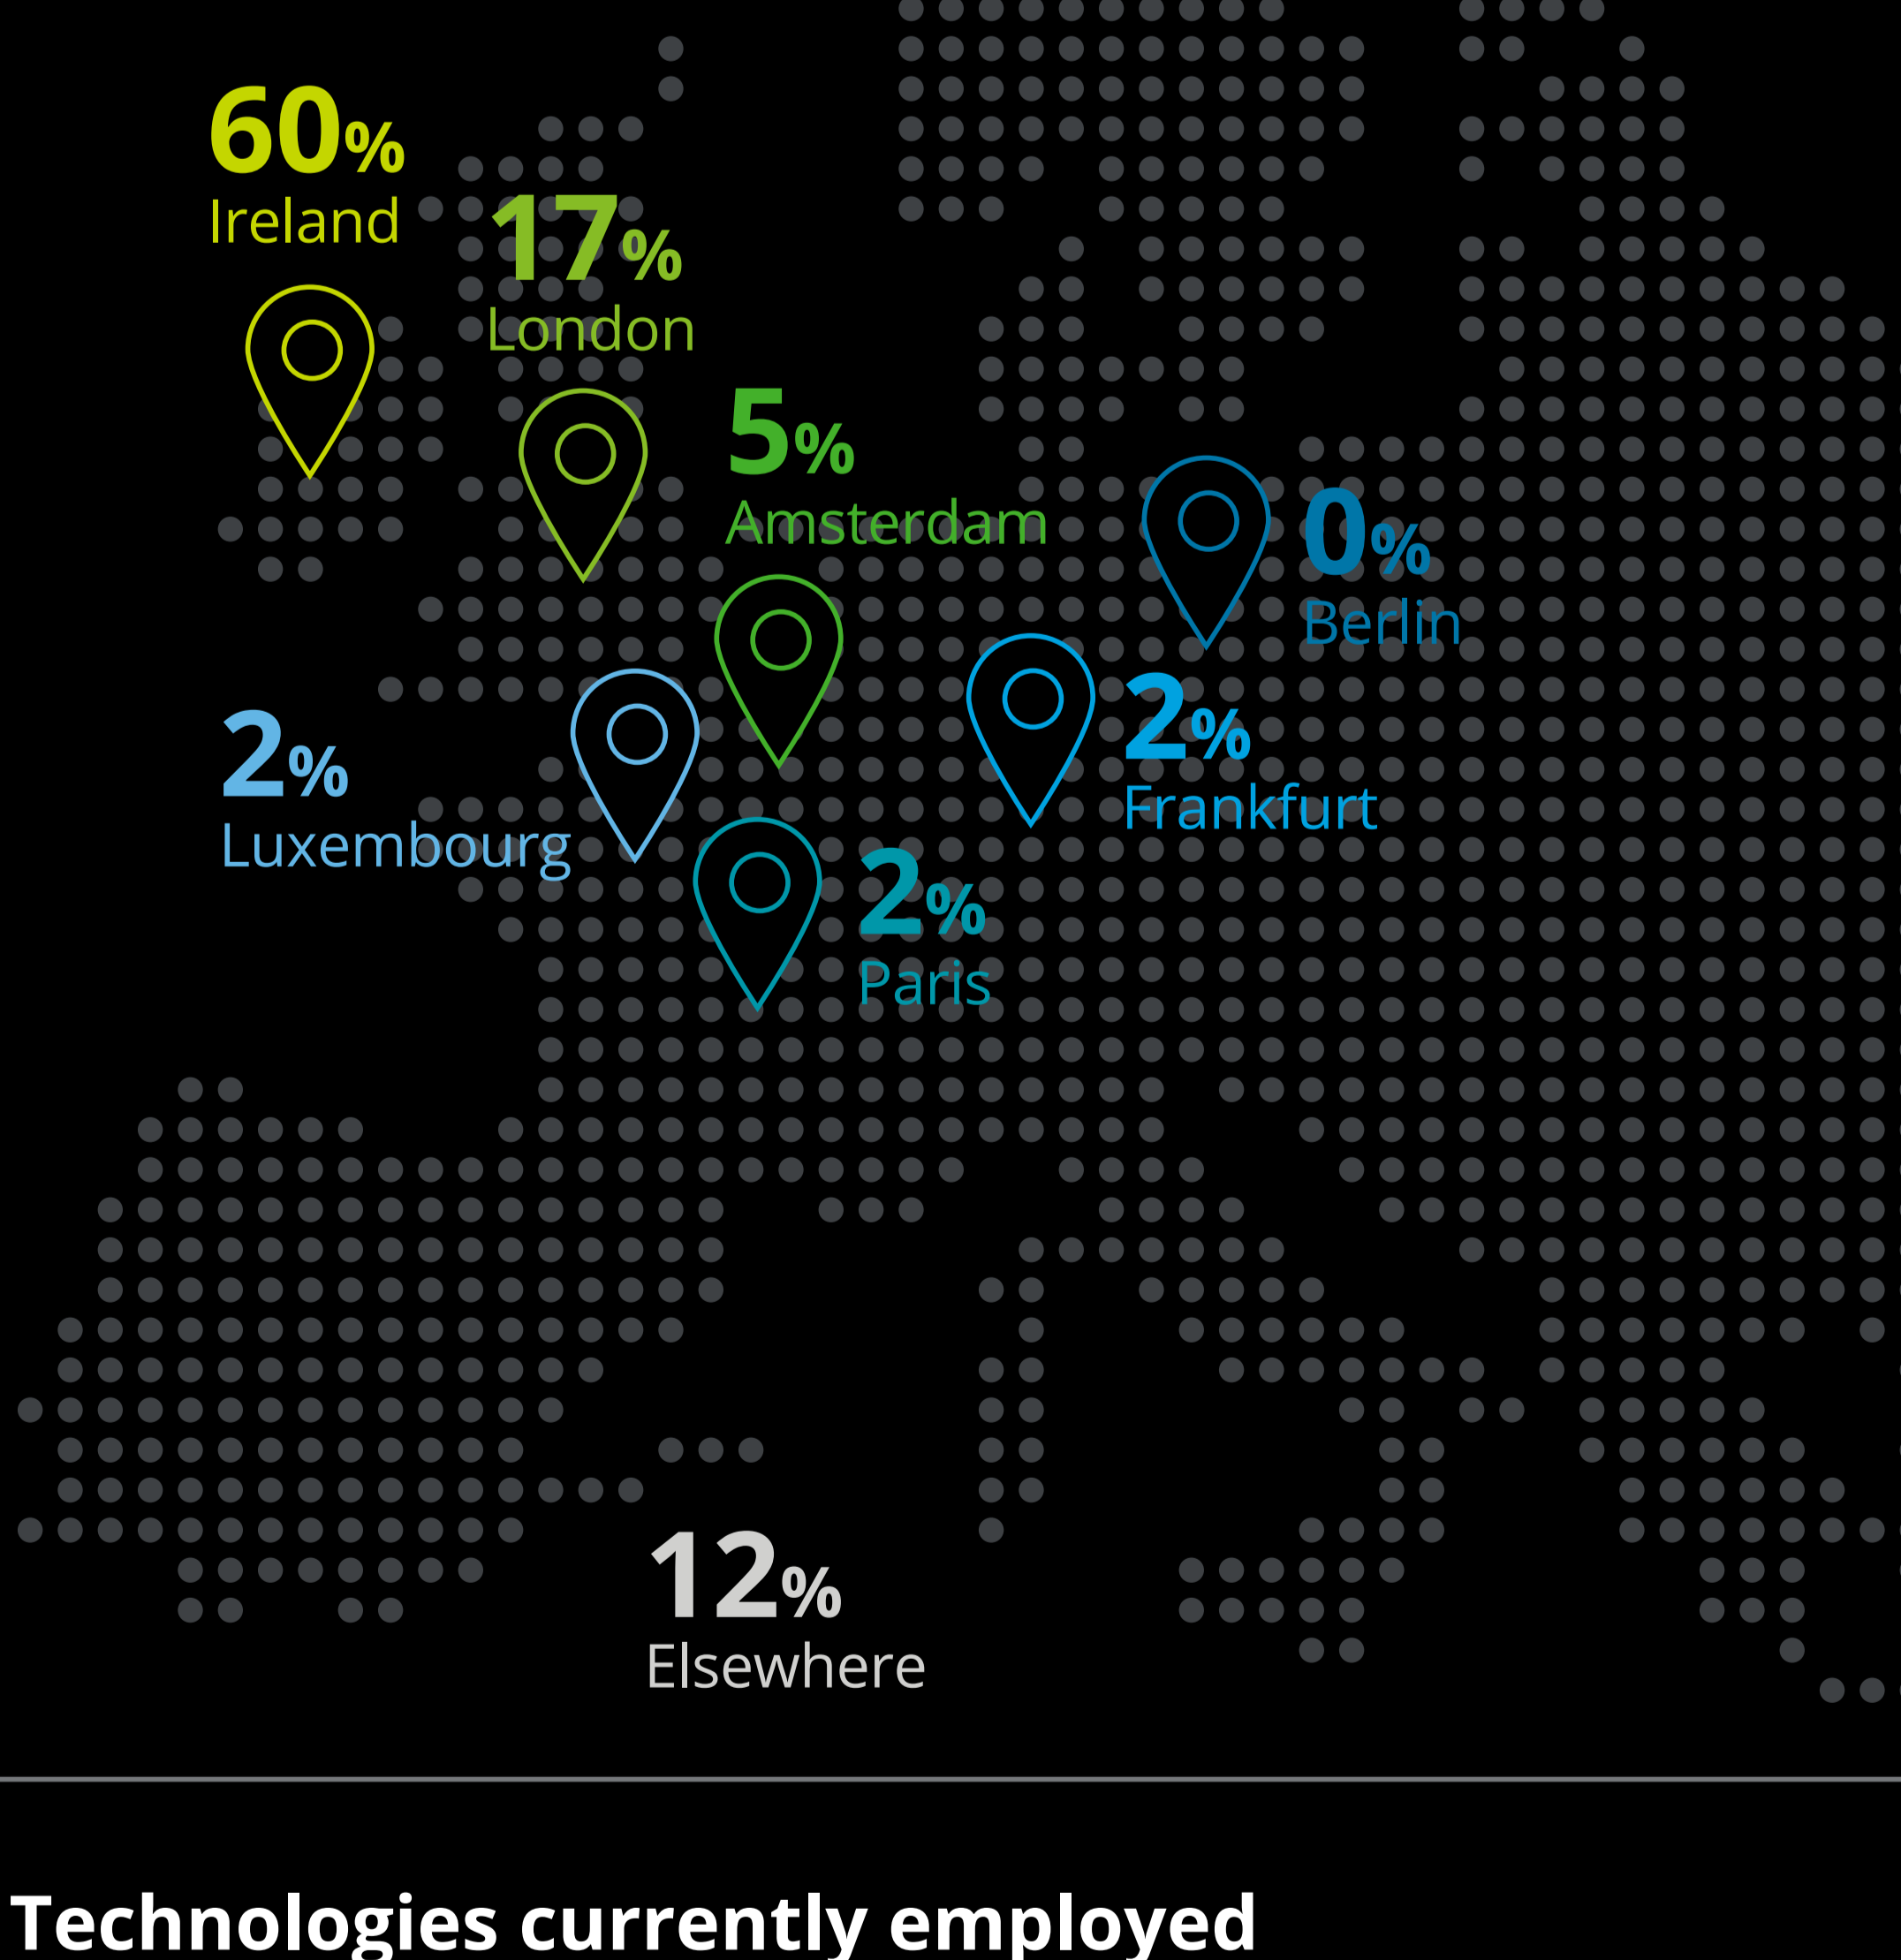 60%
Ireland
17%
London
5%
Amsterdam
0%
Berlin
2%
Frankfurt
2%
Luxembourg
2%
Paris
12%
Elsewhere
Technologies currently employed